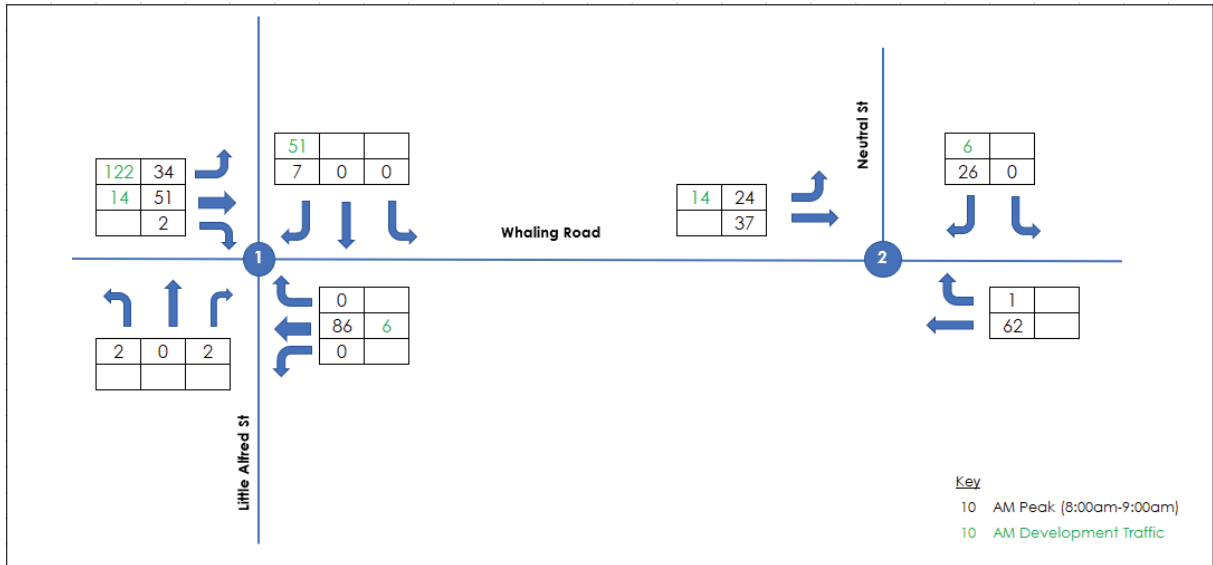 Neutral St
51
7 0 0
6
26 0
122 34
14 51
2
14 24
37
Whaling Road
1
2
0
86 6
0
1
62
2 0 2
Little Alfred St
Key
10 AM Peak (8:00am-9:00am)
10 AM Development Traffic